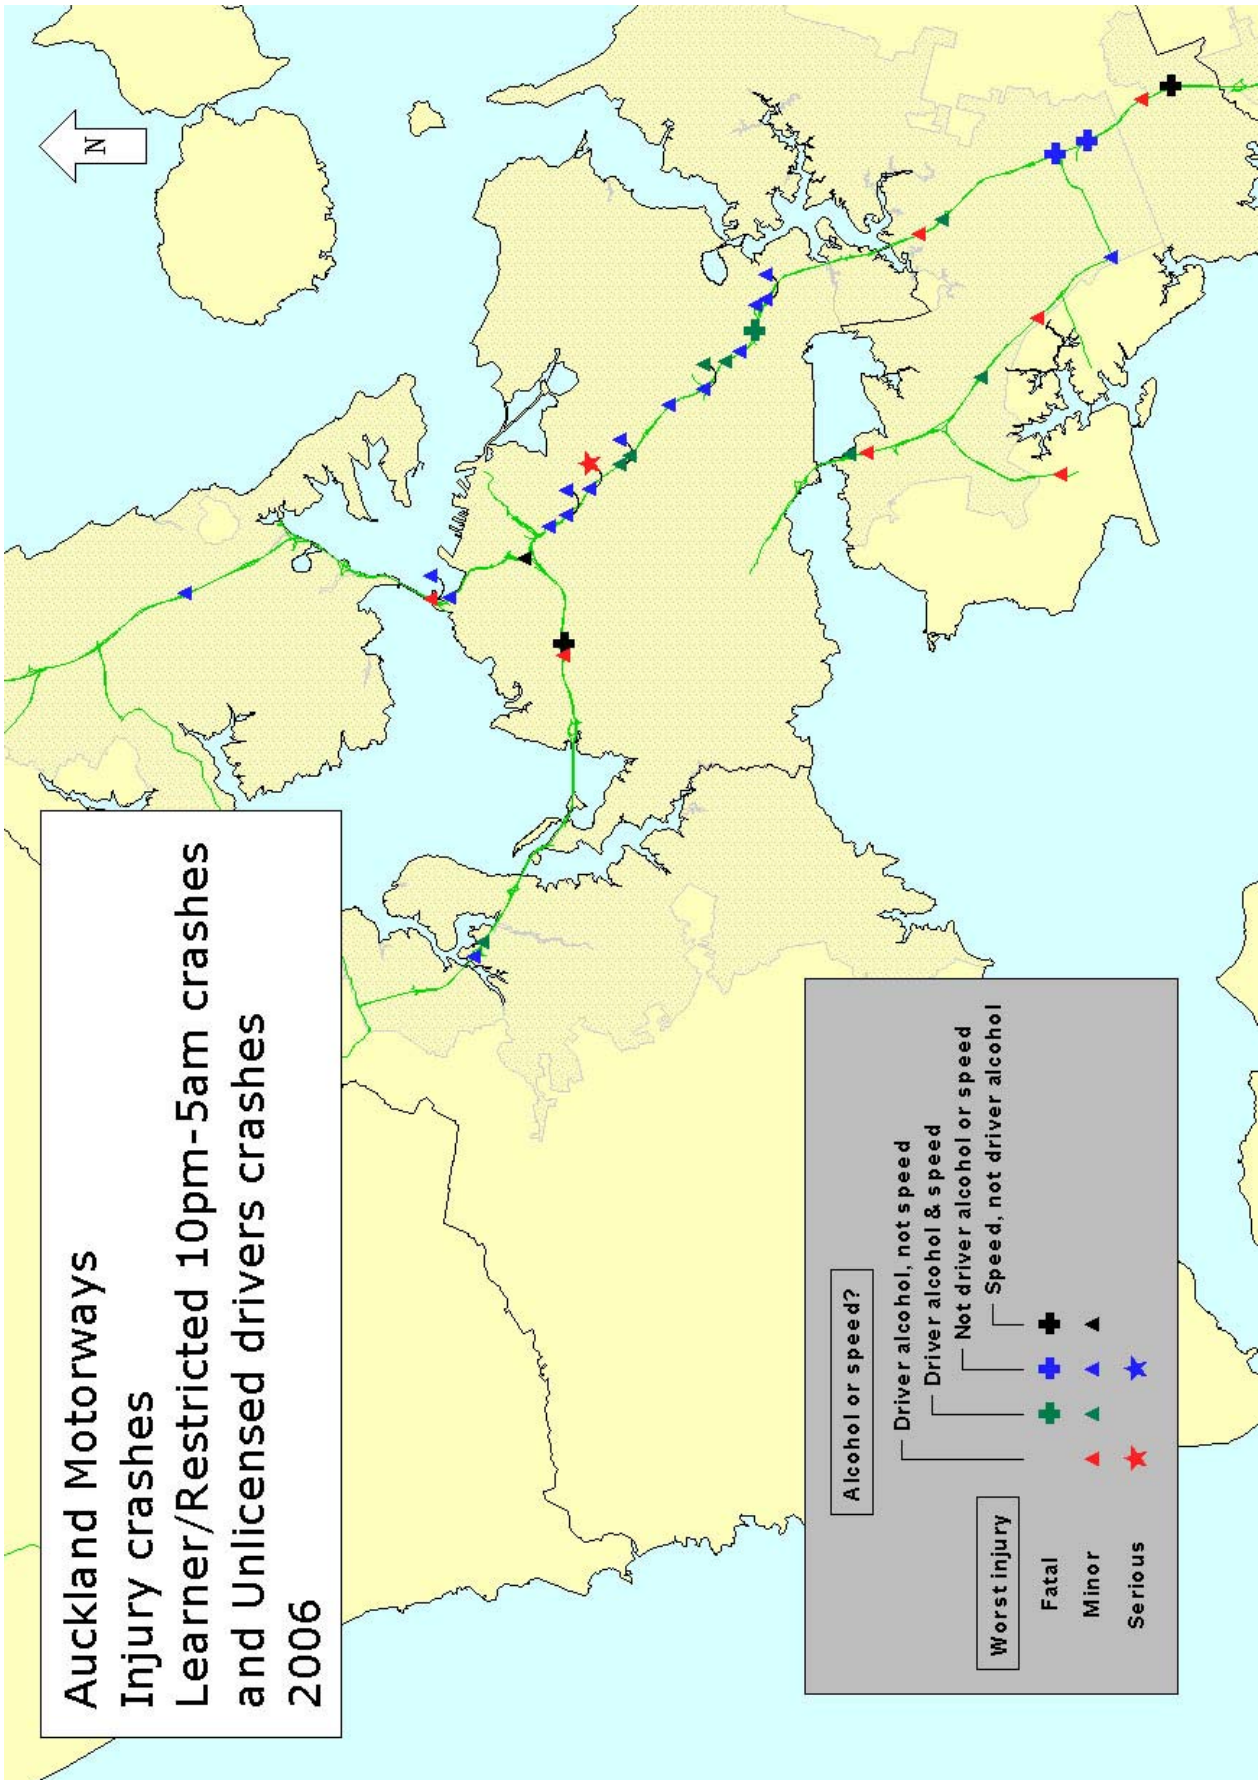 Auckland Motorways
Injury crashes
Learner/Restricted 10pm-5am crashes
and Unlicensed drivers crashes
2006
N
Alcohol or speed?
Driver alcohol, not speed
Driver alcohol & speed
Not driver alcohol or speed
Speed, not driver alcohol
Worst injury
Fatal
Minor
Serious